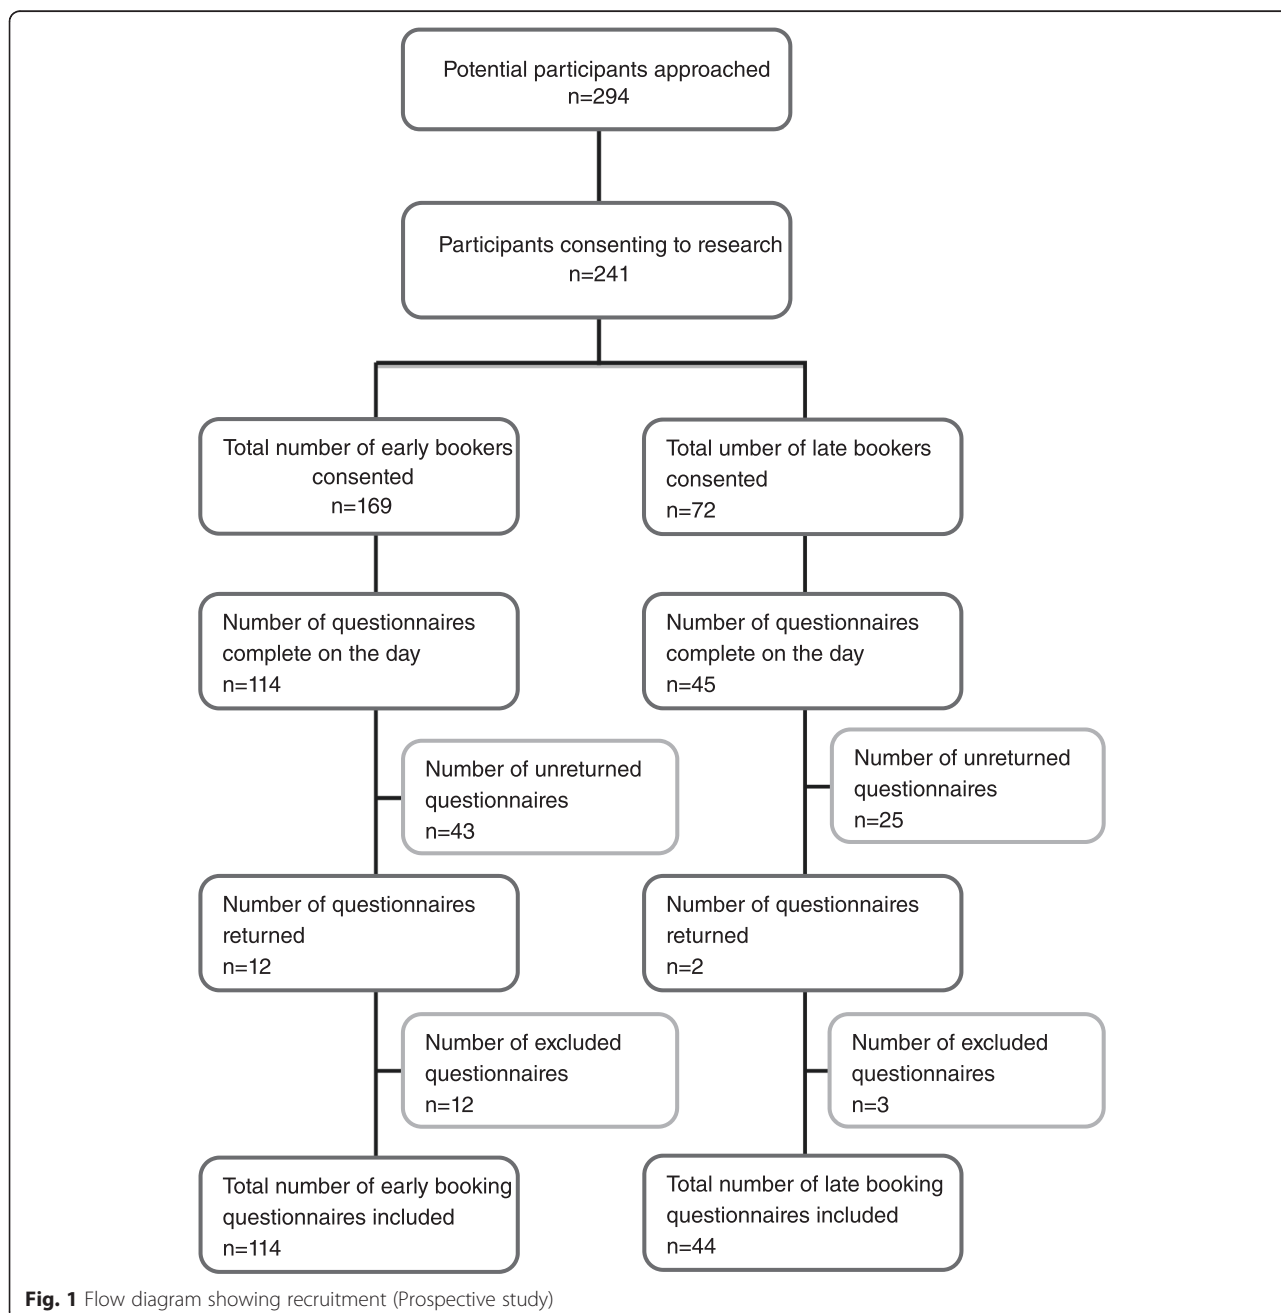 Potential participants approached
n=294
Participants consenting to research
n=241
Total number of early bookers
consented
n=169
Total umber of late bookers
consented
n=72
Number of questionnaires
complete on the day
n=114
Number of questionnaires
complete on the day
n=45
Number of unreturned
questionnaires
n=43
Number of unreturned
questionnaires
n=25
Number of questionnaires
returned
n=12
Number of questionnaires
returned
n=2
Number of excluded
questionnaires
n=12
Number of excluded
questionnaires
n=3
Total number of early booking
questionnaires included
n=114
Total number of late booking
questionnaires included
n=44
Fig. 1 Flow diagram showing recruitment (Prospective study)